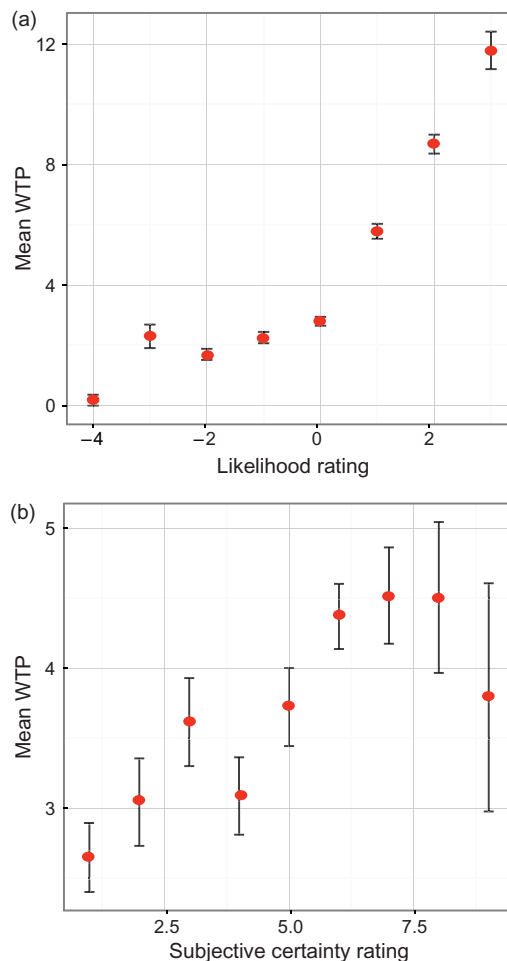 (a)
12
8
4
0
Mean WTP
−4
−2
0
2
Likelihood rating
(b)
5
4
3
Mean WTP
2.5
5.0
7.5
Subjective certainty rating